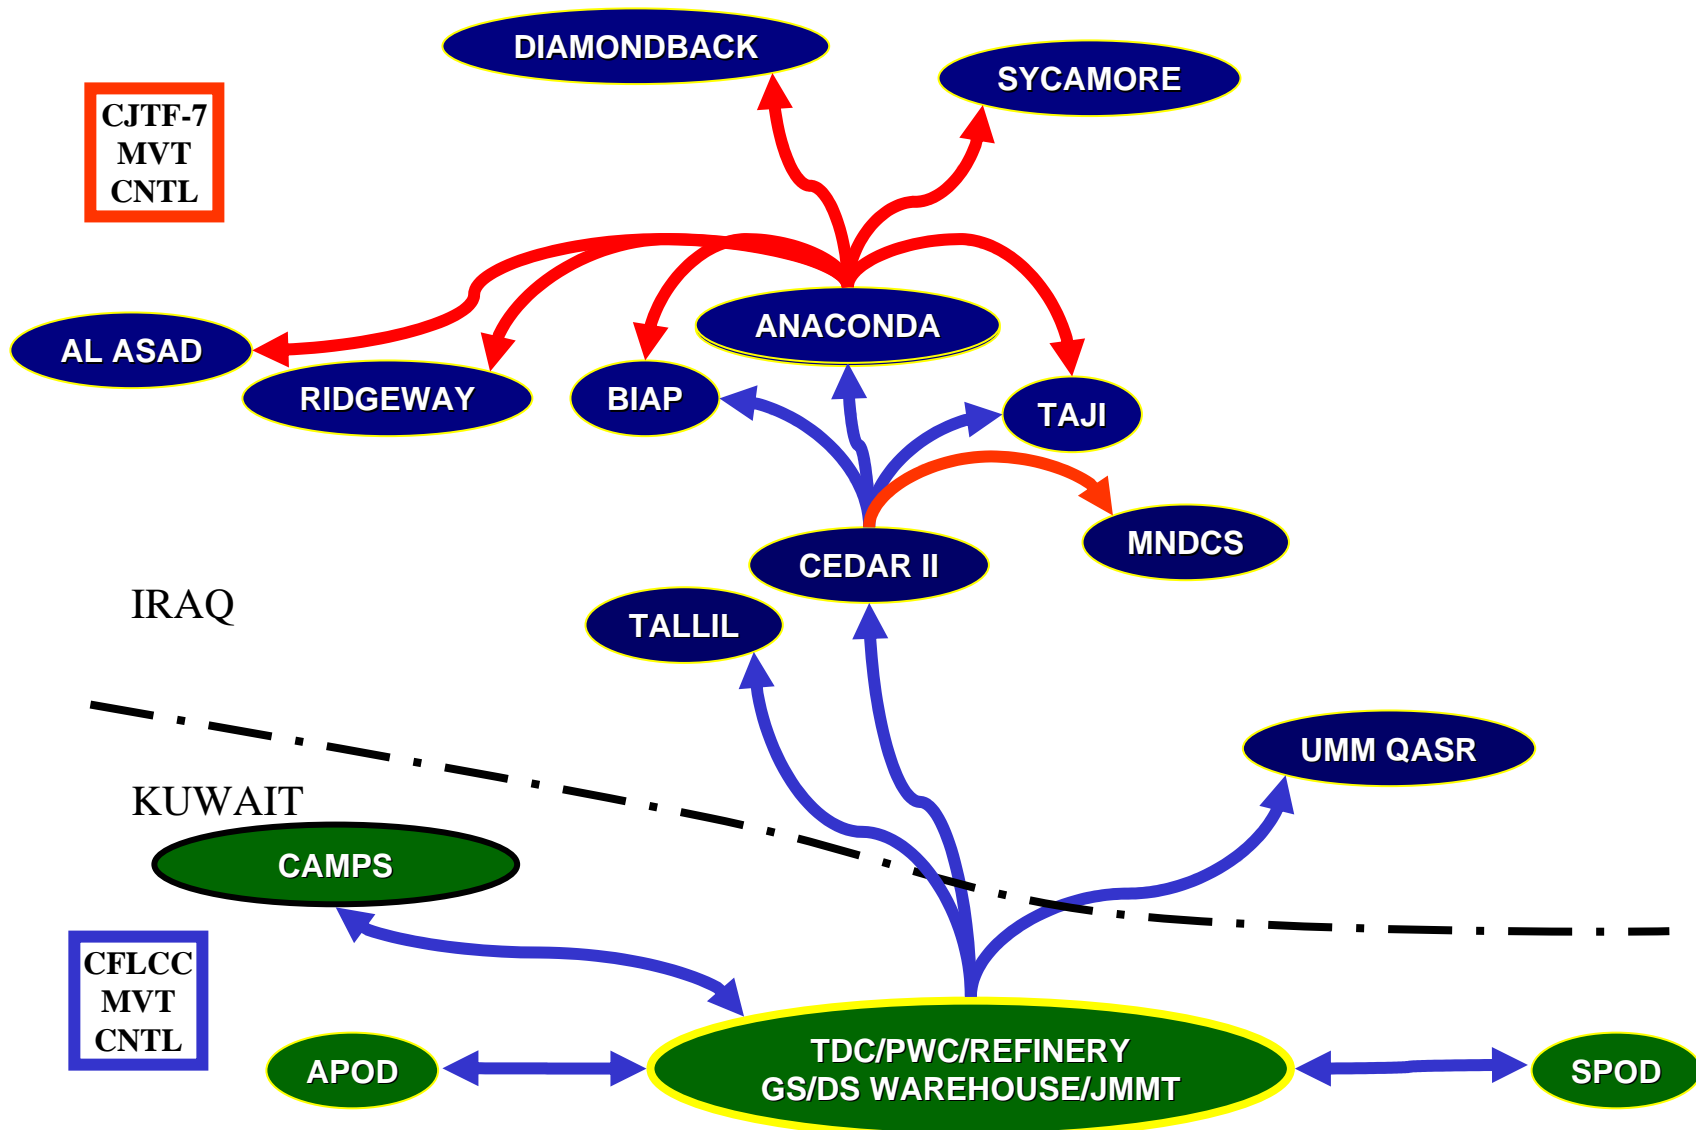 DIAMONDBACK
SYCAMORE
CJTF-7
MVT
CNTL
ANACONDA
AL ASAD
RIDGEWAY
BIAP
TAJI
MNDCS
CEDAR II
IRAQ
TALLIL
UMM QASR
KUWAIT
CAMPS
CFLCC
MVT
CNTL
APOD
TDC/PWC/REFINERY
GS/DS WAREHOUSE/JMMT
SPOD